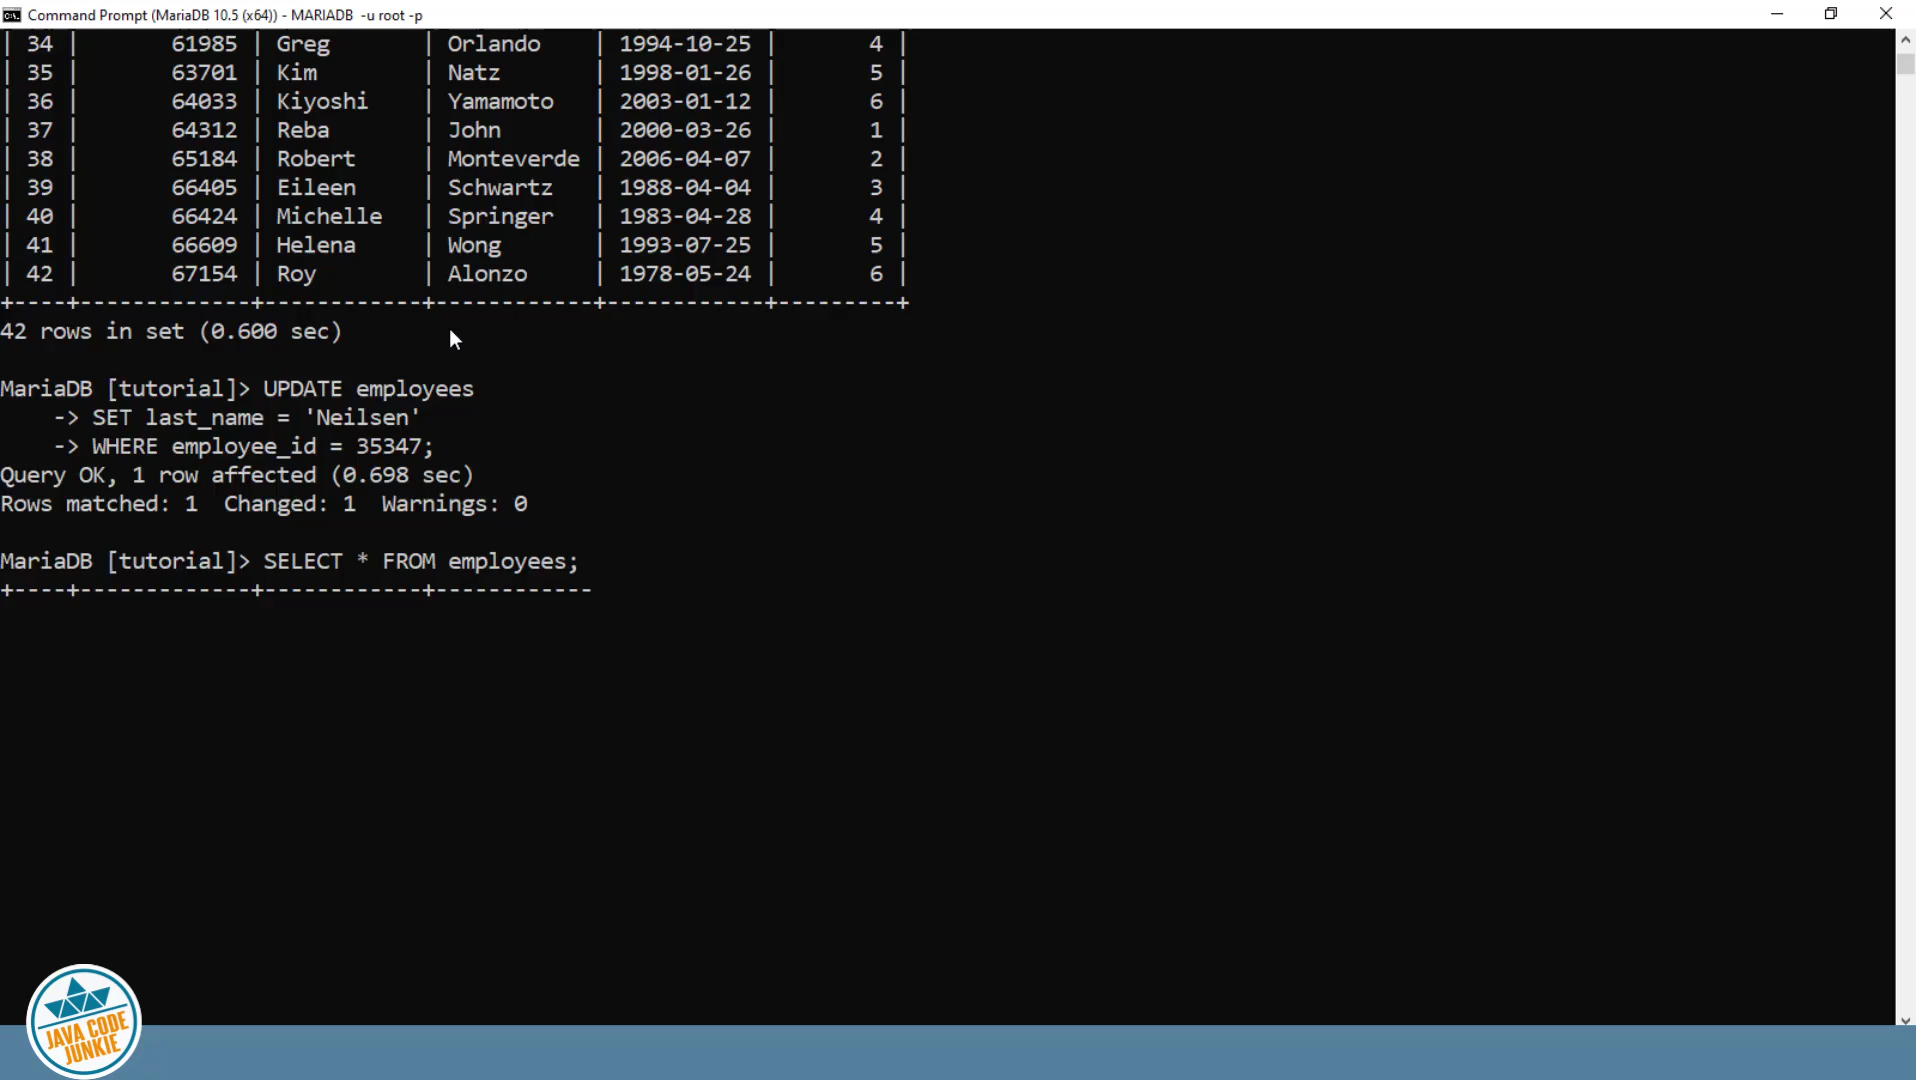 Command Prompt (MariaDB 10.5 (x64)) - MARIADB -u root -p
| 34 |       61985 | Greg       | Orlando    | 1994-10-25 |       4 |
| 35 |       63701 | Kim        | Natz       | 1998-01-26 |       5 |
| 36 |       64033 | Kiyoshi    | Yamamoto   | 2003-01-12 |       6 |
| 37 |       64312 | Reba       | John       | 2000-03-26 |       1 |
| 38 |       65184 | Robert     | Monteverde | 2006-04-07 |       2 |
| 39 |       66405 | Eileen     | Schwartz   | 1988-04-04 |       3 |
| 40 |       66424 | Michelle   | Springer   | 1983-04-28 |       4 |
| 41 |       66609 | Helena     | Wong       | 1993-07-25 |       5 |
| 42 |       67154 | Roy        | Alonzo     | 1978-05-24 |       6 |
+----+-------------+------------+------------+------------+---------+
42 rows in set (0.600 sec)
MariaDB [tutorial]> UPDATE employees
    -> SET last_name = 'Neilsen'
    -> WHERE employee_id = 35347;
Query OK, 1 row affected (0.698 sec)
Rows matched: 1  Changed: 1  Warnings: 0
MariaDB [tutorial]> SELECT * FROM employees;
+----+-------------+------------+------------
JAVA CODE
JUNKIE